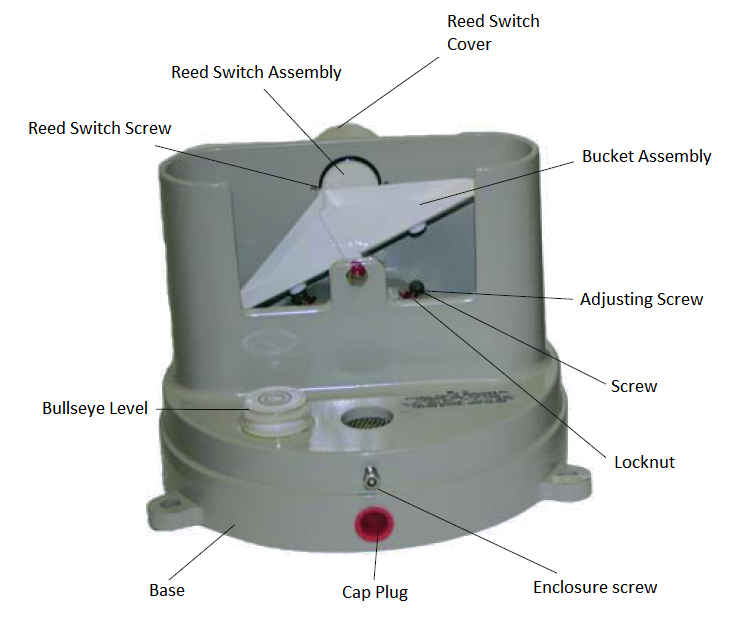 Reed Switch
Cover
Reed Switch Assembly
Reed Switch Screw
Bucket Assembly
Adjusting Screw
Screw
Bullseye Level
Locknut
Enclosure screw
Base
Cap Plug